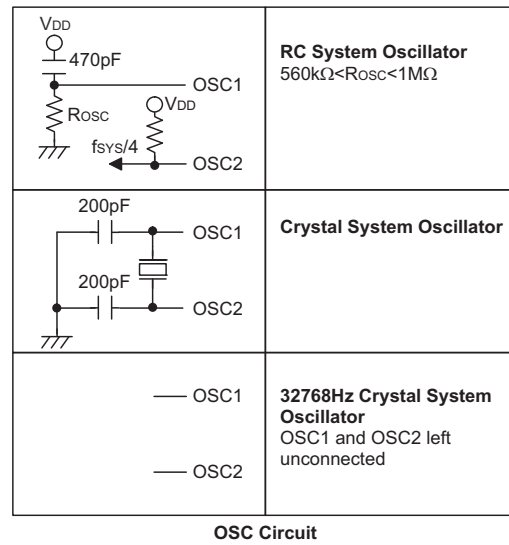 VDD
470pF
OSC1
ROSC
VDD
fSYS/4
OSC2
RC System Oscillator
560kΩ<ROSC<1MΩ
200pF
OSC1
200pF
OSC2
Crystal System Oscillator
OSC1
OSC2
32768Hz Crystal System
Oscillator
OSC1 and OSC2 left
unconnected
OSC Circuit